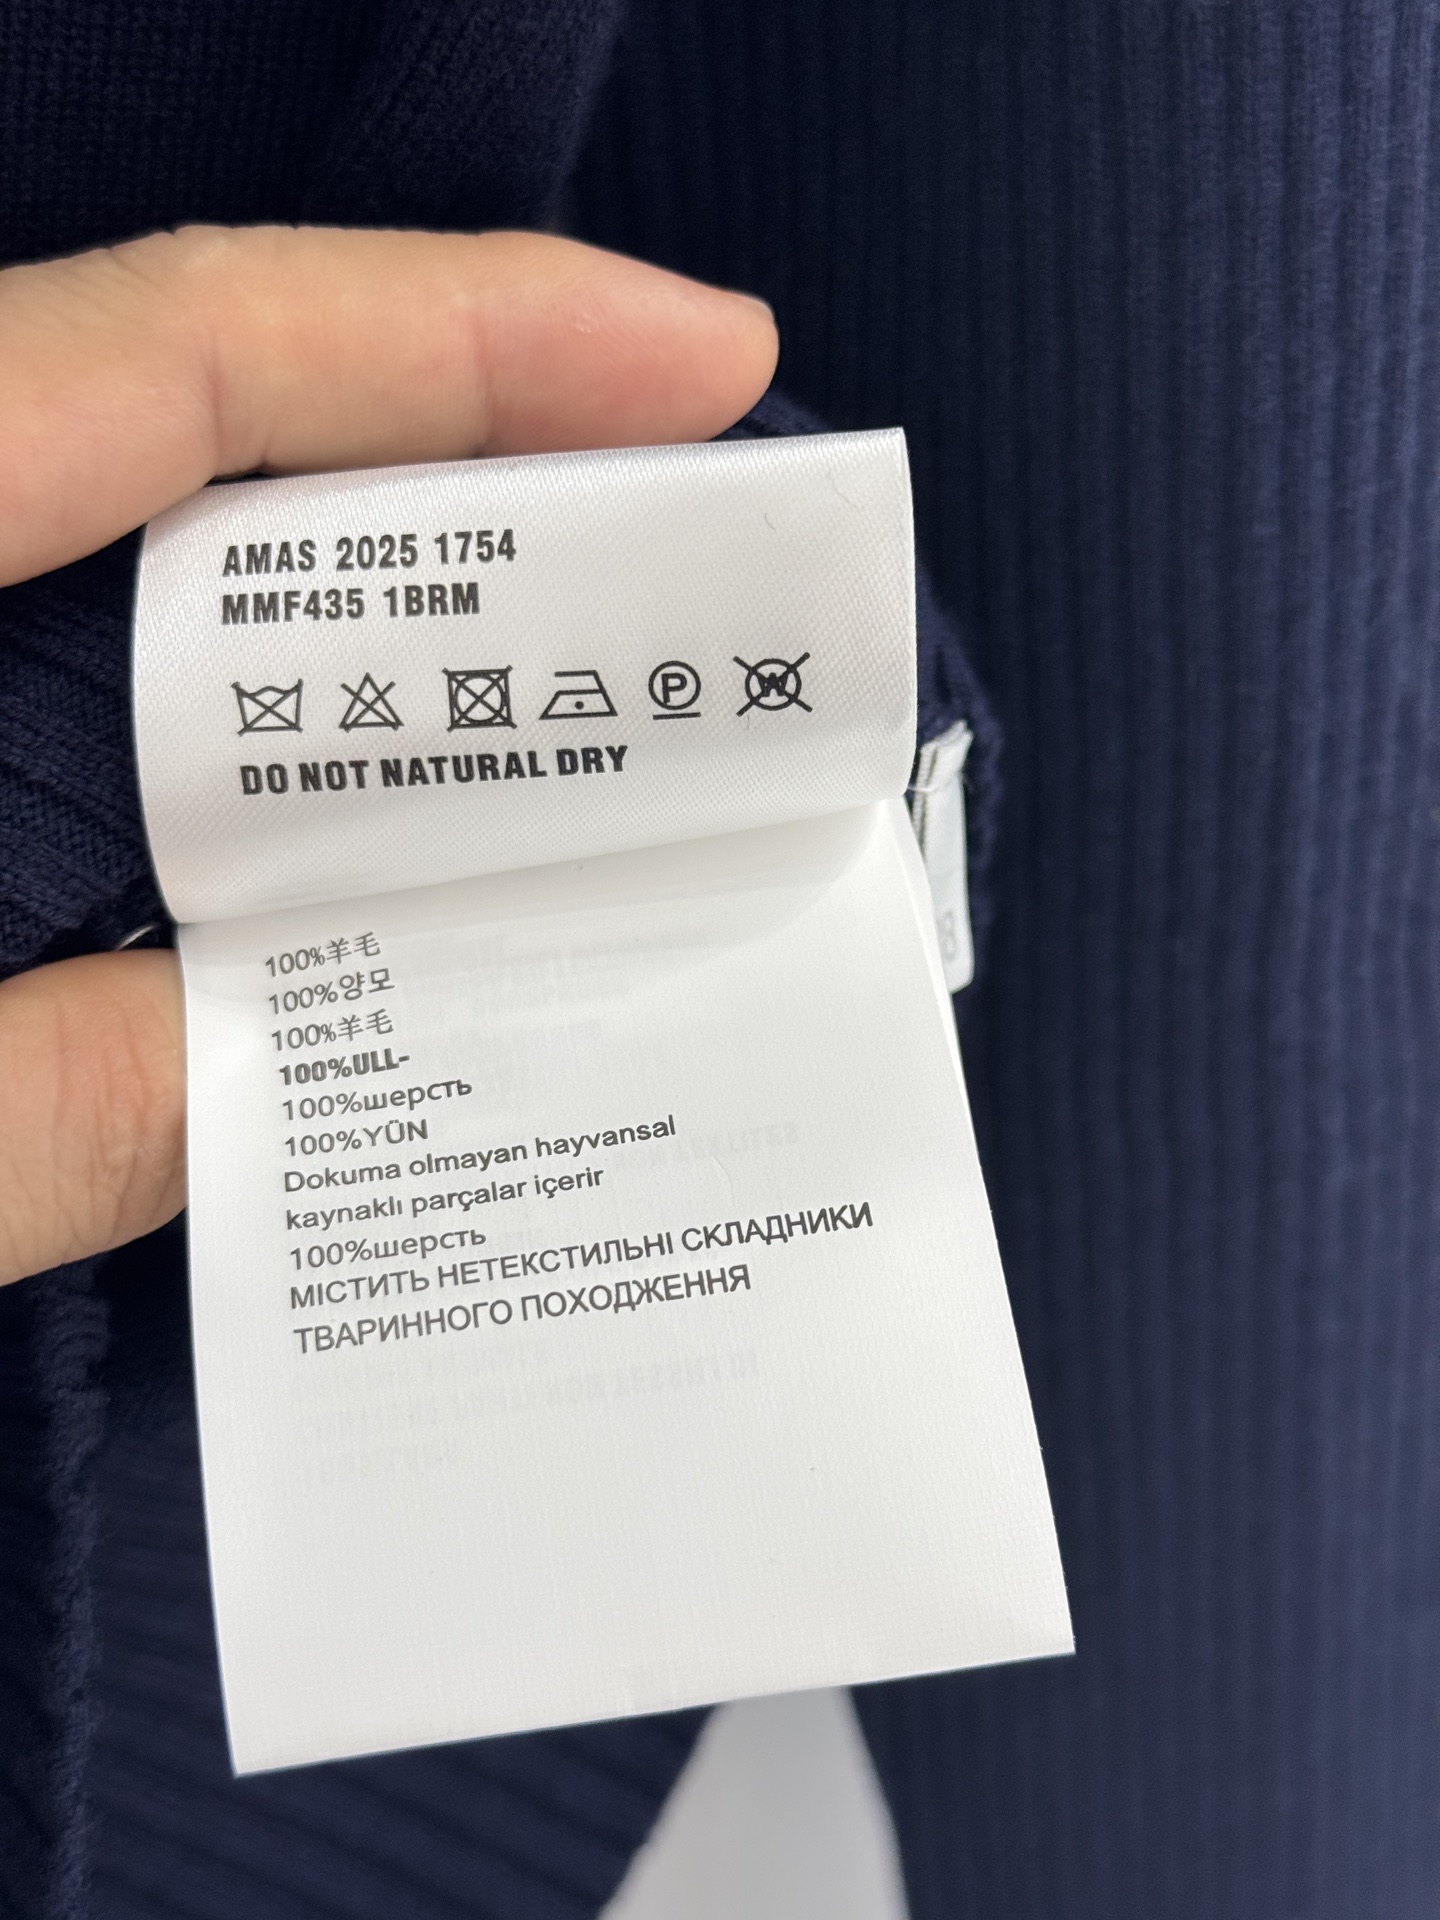 AMAS 2025 1754
MMF435 1BRM
P W
DO NOT NATURAL DRY
100%羊毛
100%양모
100%羊毛
100%ULL-
100%шерсть
100%YÜN
Dokuma olmayan hayvansal
kaynaklı parçalar içerir
100%шерсть
МІСТИТЬ НЕТЕКСТИЛЬНІ СКЛАДНИКИ
ТВАРИННОГО ПОХОДЖЕННЯ